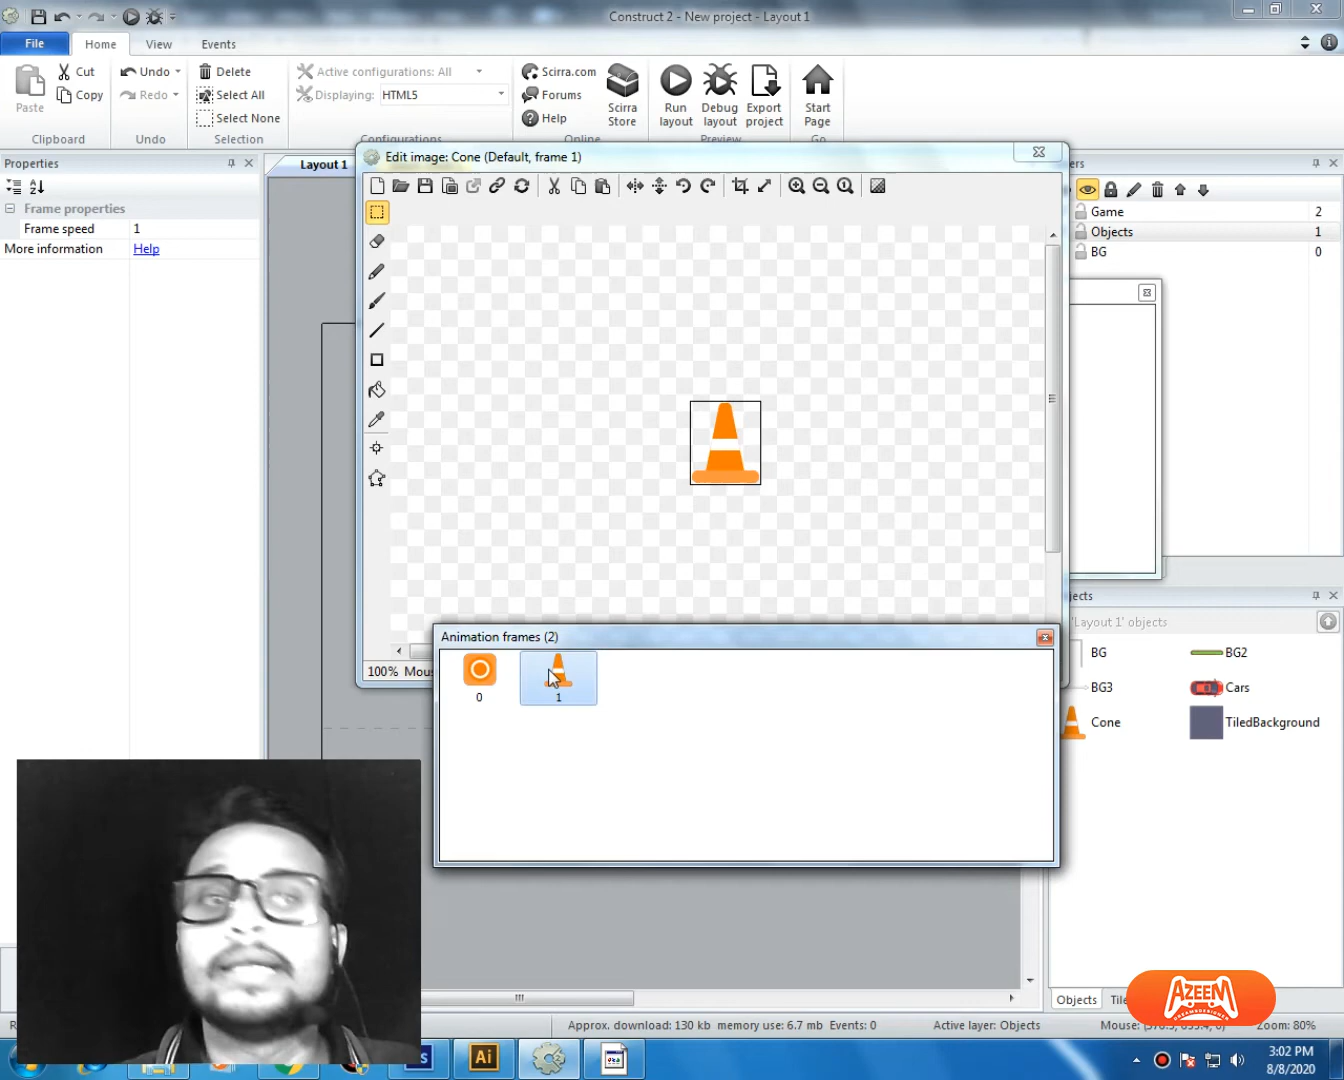 Construct 2 - New project - Layout 1
File Home View Events
Paste Cut Copy Clipboard
Undo Redo Undo
Delete Select All Select None Selection
Active configurations: All
Displaying: HTML5
Configurations
Scirra.com Forums Help Scirra Store Online
Run layout Debug layout Export project Preview
Start Page Go
Properties
Frame properties
Frame speed 1
More information Help
Layout 1
Edit image: Cone (Default, frame 1)
100%
Animation frames (2)
0 1
ers
Game 2
Objects 1
BG 0
ects
'Layout 1' objects
BG BG2
BG3 Cars
Cone TiledBackground
Objects
AZEEM
DREAMDESIGNER
Approx. download: 130 kb memory use: 6.7 mb Events: 0 Active layer: Objects Zoom: 80%
Ai
3:02 PM
8/8/2020